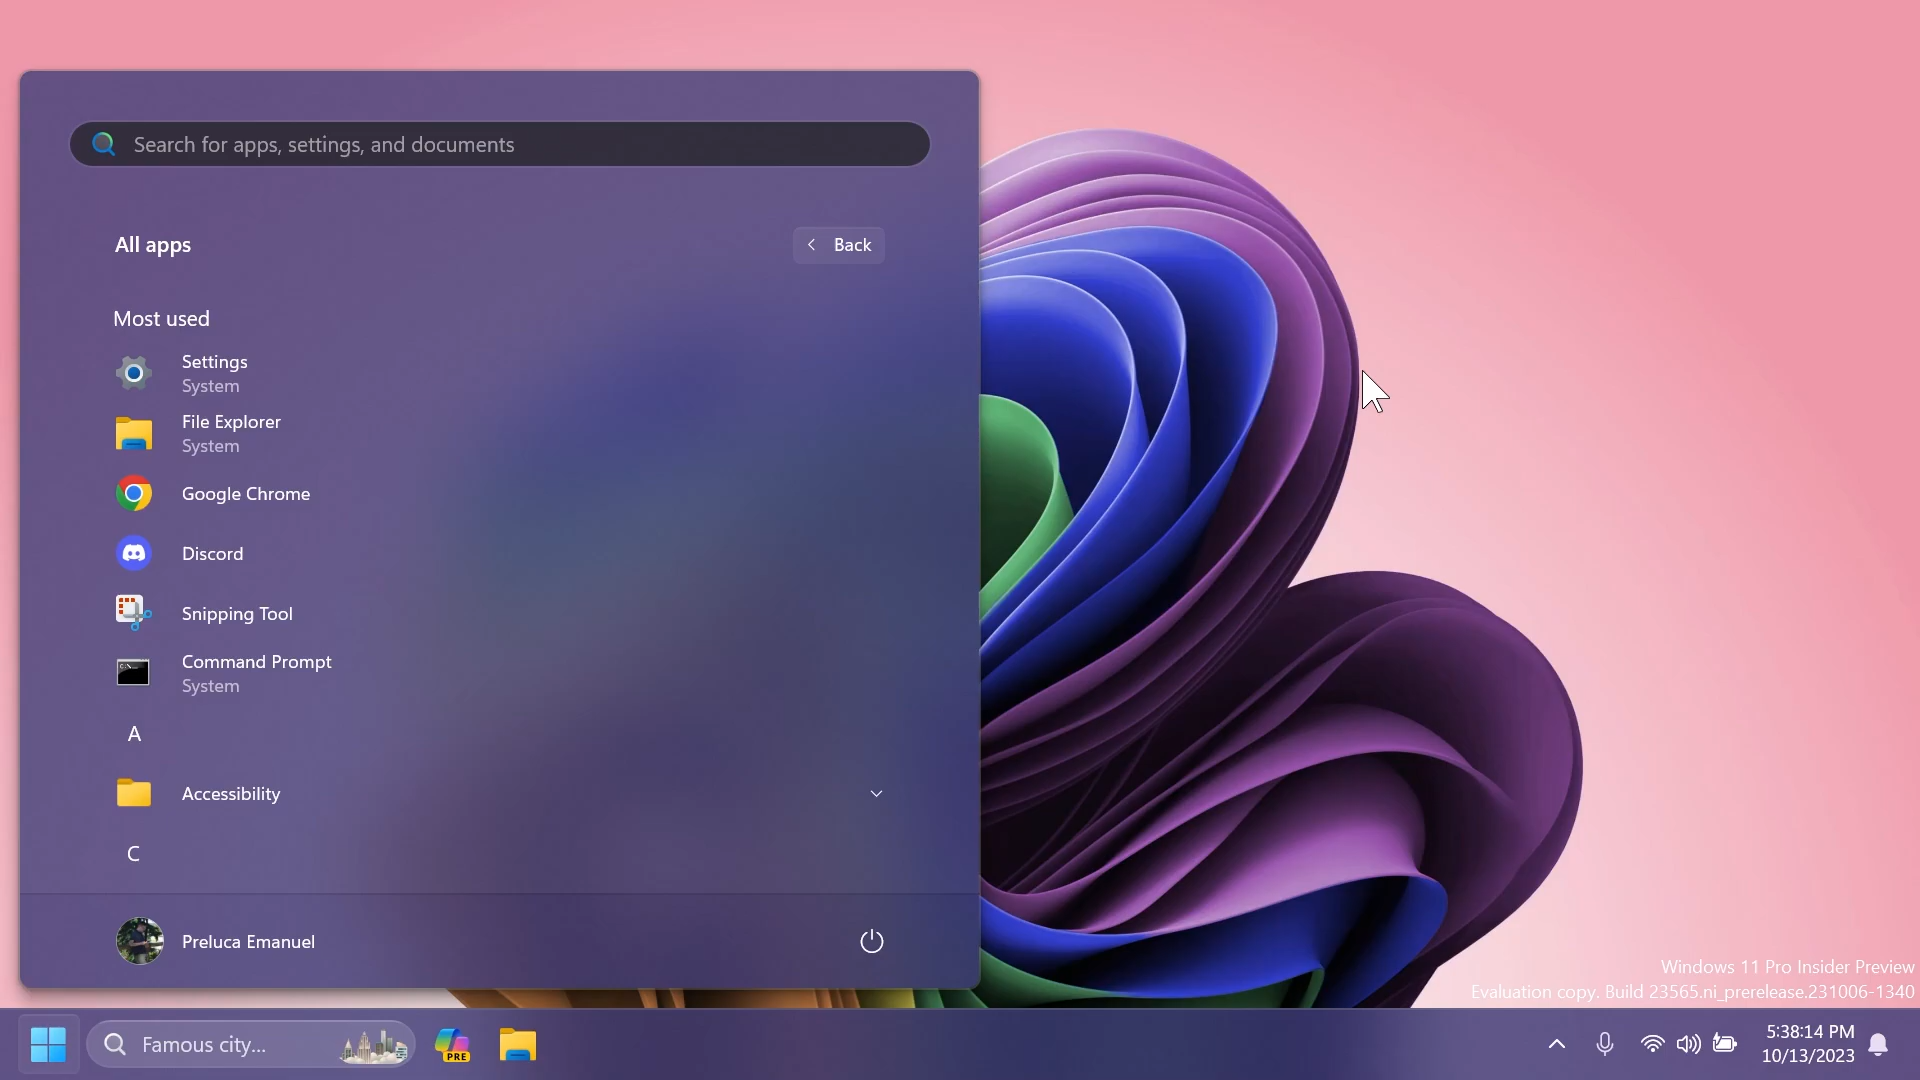 Search for apps, settings, and documents
All apps
Back
Most used
Settings
System
File Explorer
System
Google Chrome
Discord
Snipping Tool
Command Prompt
System
A
Accessibility
C
Preluca Emanuel
Windows 11 Pro Insider Preview
Evaluation copy. Build 23565.ni_prerelease.231006-1340
Famous city...
PRE
5:38:14 PM
10/13/2023